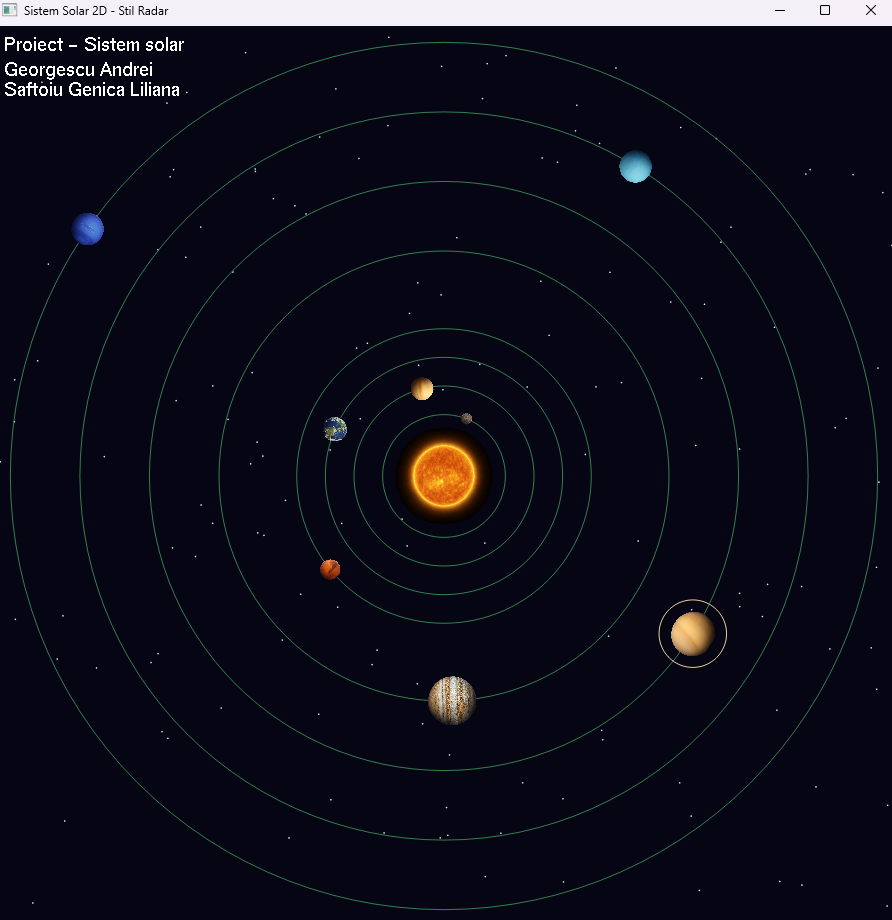 Sistem Solar 2D - Stil Radar
Proiect - Sistem solar
Georgescu Andrei
Saftoiu Genica Liliana